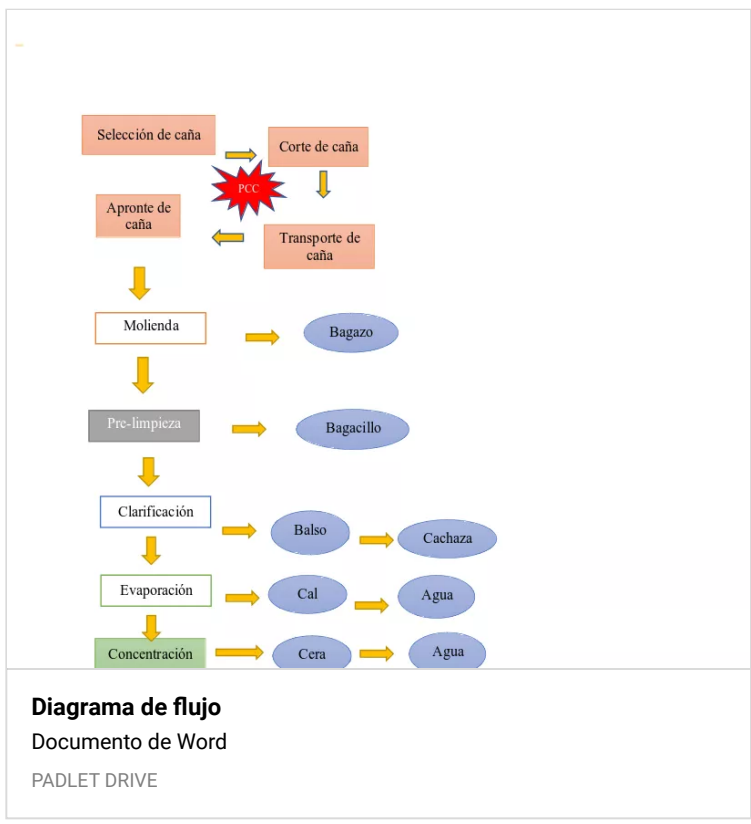 Selección de caña
Corte de caña
PCC
Apronte de
caña
Transporte de
caña
Molienda
Bagazo
Pre-limpieza
Bagacillo
Clarificación
Balso
Cachaza
Evaporación
Cal
Agua
Concentración
Cera
Agua
Diagrama de flujo
Documento de Word
PADLET DRIVE